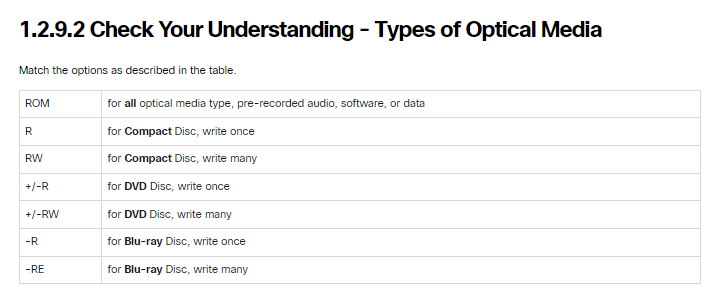 1.2.9.2 Check Your Understanding - Types of Optical Media
Match the options as described in the table.
ROM for all optical media type, pre-recorded audio, software, or data
R for Compact Disc, write once
RW for Compact Disc, write many
+/-R for DVD Disc, write once
+/-RW for DVD Disc, write many
-R for Blu-ray Disc, write once
-RE for Blu-ray Disc, write many